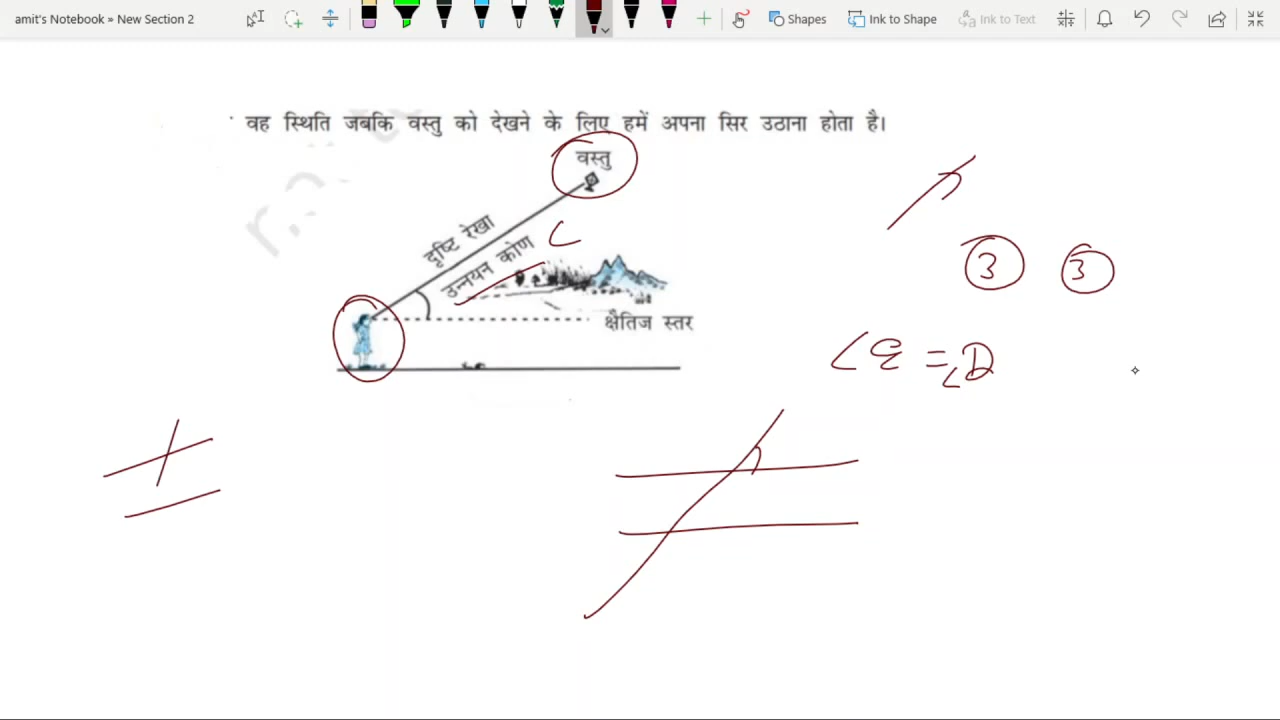 amit's Notebook » New Section 2
Shapes
Ink to Shape
Ink to Text
वह स्थिति जबकि वस्तु को देखने के लिए हमें अपना सिर उठाना होता है।
वस्तु
दृष्टि रेखा
उन्नयन कोण
क्षैतिज स्तर
3 3
∠e = ∠D